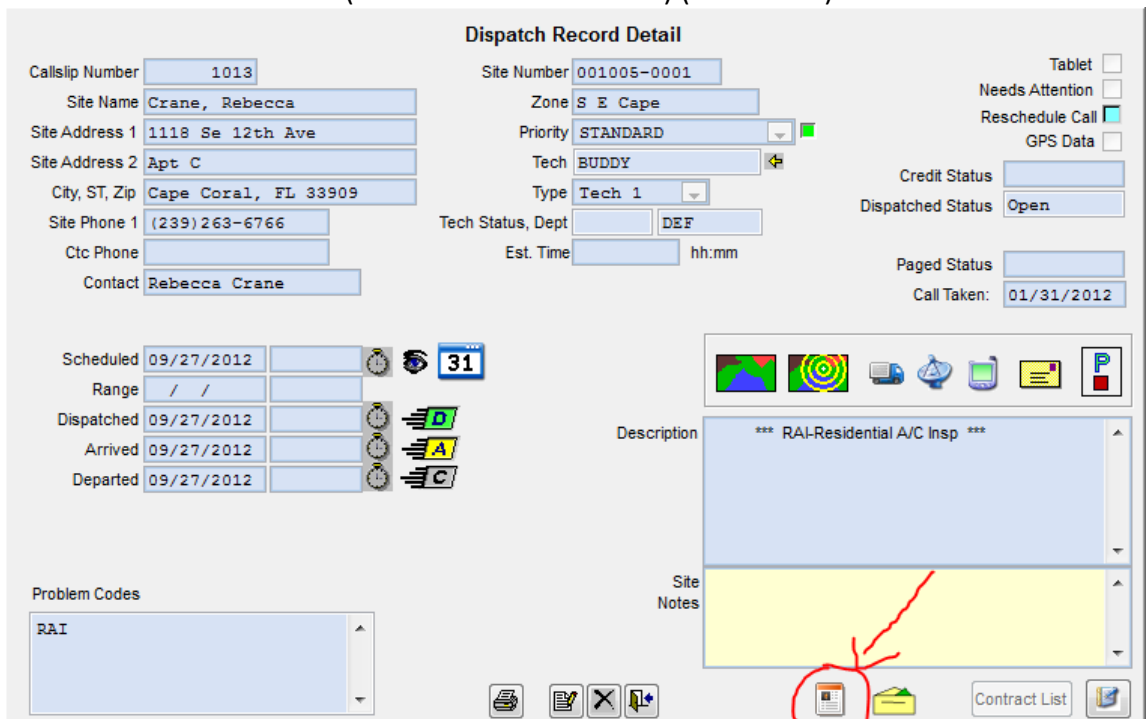 Dispatch Record Detail
Callslip Number 1013
Site Name Crane, Rebecca
Site Address 1 1118 Se 12th Ave
Site Address 2 Apt C
City, ST, Zip Cape Coral, FL 33909
Site Phone 1 (239)263-6766
Ctc Phone
Contact Rebecca Crane
Site Number 001005-0001
Zone S E Cape
Priority STANDARD
Tech BUDDY
Type Tech 1
Tech Status, Dept DEF
Est. Time hh:mm
Tablet
Needs Attention
Reschedule Call
GPS Data
Credit Status
Dispatched Status Open
Paged Status
Call Taken: 01/31/2012
Scheduled 09/27/2012
31
Range / /
Dispatched 09/27/2012
D
Arrived 09/27/2012
A
Departed 09/27/2012
C
P
Description *** RAI-Residential A/C Insp ***
Site
Notes
Problem Codes
RAI
Contract List